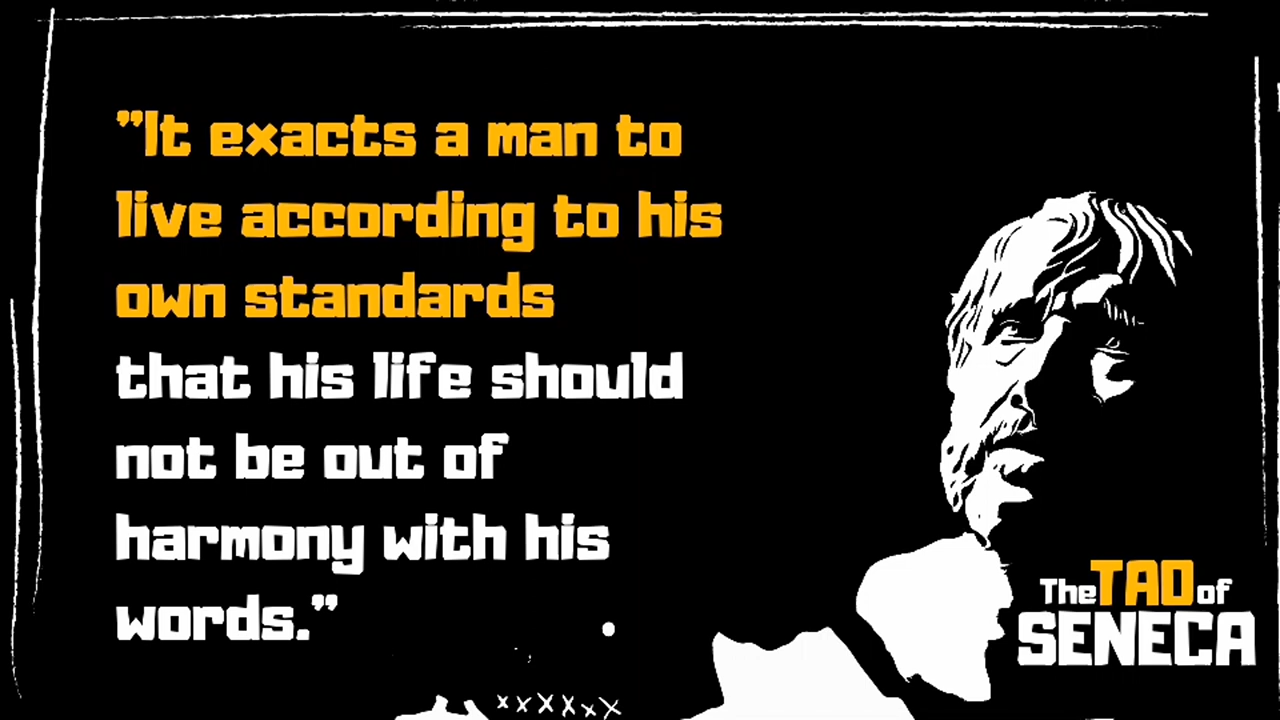 ”It exacts a man to
live according to his
own standards
that his life should
not be out of
harmony with his
words.”
The TAO of
SENECA